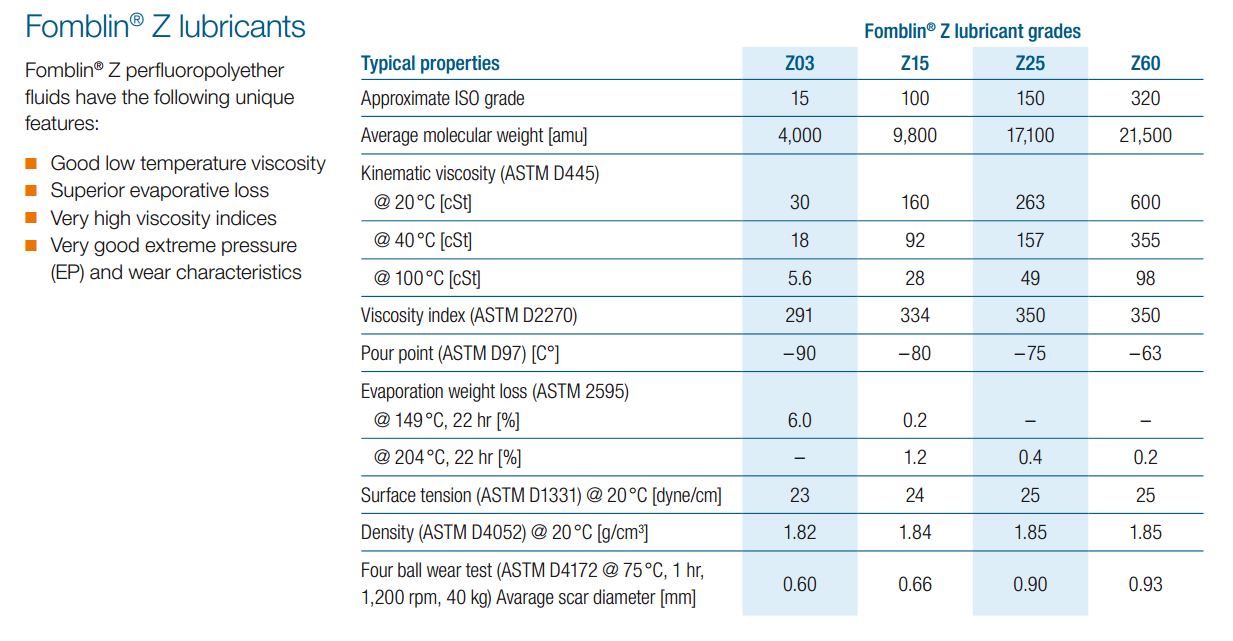 Fomblin® Z lubricants
Fomblin® Z perfluoropolyether
fluids have the following unique
features:
Good low temperature viscosity
Superior evaporative loss
Very high viscosity indices
Very good extreme pressure
(EP) and wear characteristics
Fomblin® Z lubricant grades
Typical properties Z03 Z15 Z25 Z60
Approximate ISO grade 15 100 150 320
Average molecular weight [amu] 4,000 9,800 17,100 21,500
Kinematic viscosity (ASTM D445)
@ 20°C [cSt] 30 160 263 600
@ 40°C [cSt] 18 92 157 355
@ 100°C [cSt] 5.6 28 49 98
Viscosity index (ASTM D2270) 291 334 350 350
Pour point (ASTM D97) [C°] –90 –80 –75 –63
Evaporation weight loss (ASTM 2595)
@ 149°C, 22 hr [%] 6.0 0.2 – –
@ 204°C, 22 hr [%] – 1.2 0.4 0.2
Surface tension (ASTM D1331) @ 20°C [dyne/cm] 23 24 25 25
Density (ASTM D4052) @ 20°C [g/cm³] 1.82 1.84 1.85 1.85
Four ball wear test (ASTM D4172 @ 75°C, 1 hr,
1,200 rpm, 40 kg) Avarage scar diameter [mm] 0.60 0.66 0.90 0.93